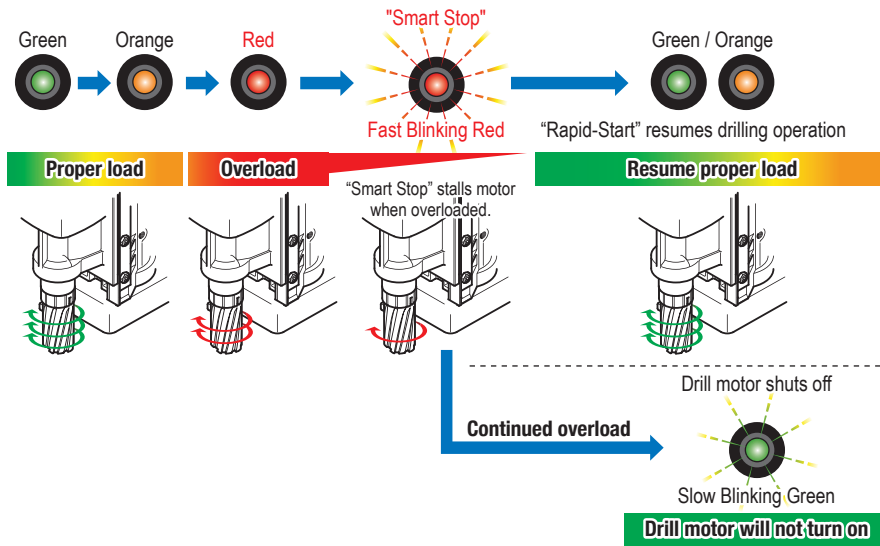 Green
Orange
Red
"Smart Stop"
Fast Blinking Red
Green / Orange
“Rapid-Start” resumes drilling operation
Proper load
Overload
“Smart Stop” stalls motor
when overloaded.
Resume proper load
Continued overload
Drill motor shuts off
Slow Blinking Green
Drill motor will not turn on